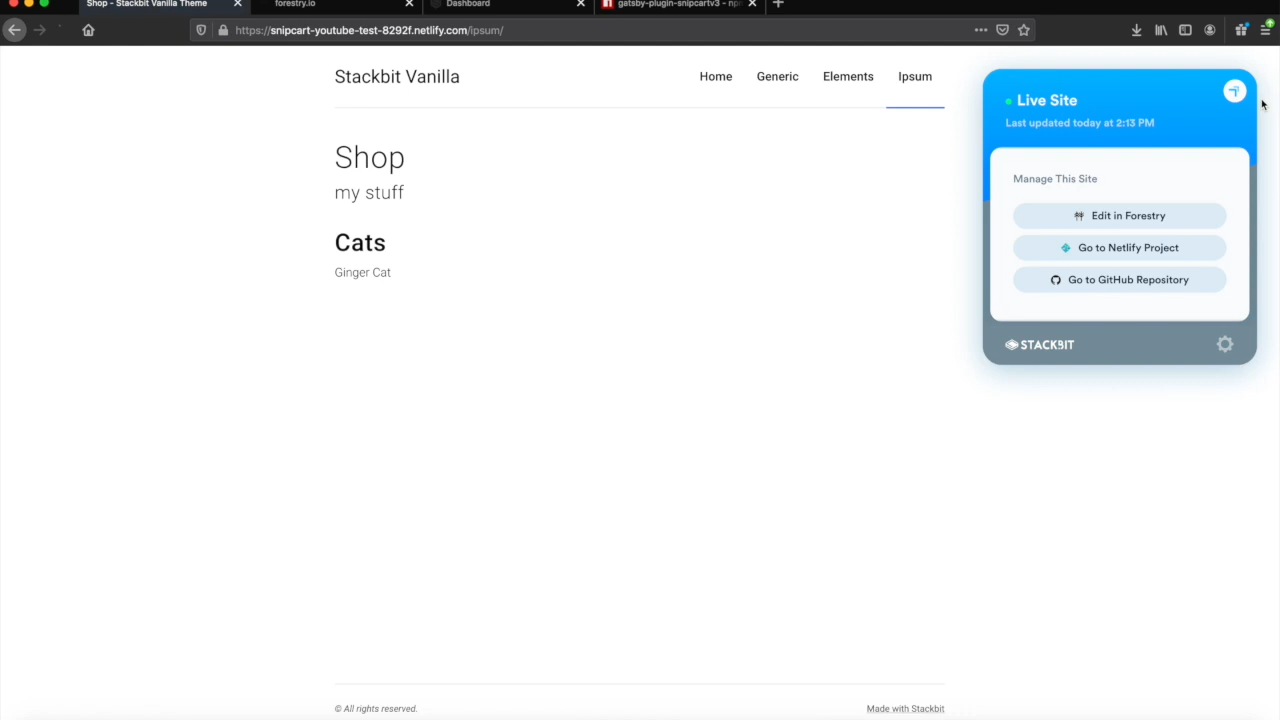 Shop - Stackbit Vanilla Theme
forestry.io
Dashboard
gatsby-plugin-snipcartv3 - npm
https://snipcart-youtube-test-8292f.netlify.com/ipsum/
Stackbit Vanilla
Home
Generic
Elements
Ipsum
Shop
my stuff
Cats
Ginger Cat
Live Site
Last updated today at 2:13 PM
Manage This Site
Edit in Forestry
Go to Netlify Project
Go to GitHub Repository
STACKBIT
© All rights reserved.
Made with Stackbit